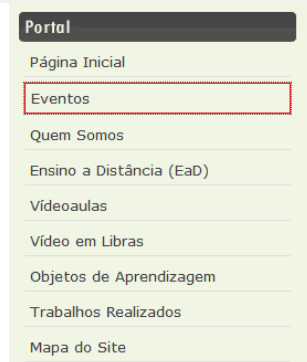 Portal
Página Inicial
Eventos
Quem Somos
Ensino a Distância (EaD)
Vídeoaulas
Vídeo em Libras
Objetos de Aprendizagem
Trabalhos Realizados
Mapa do Site